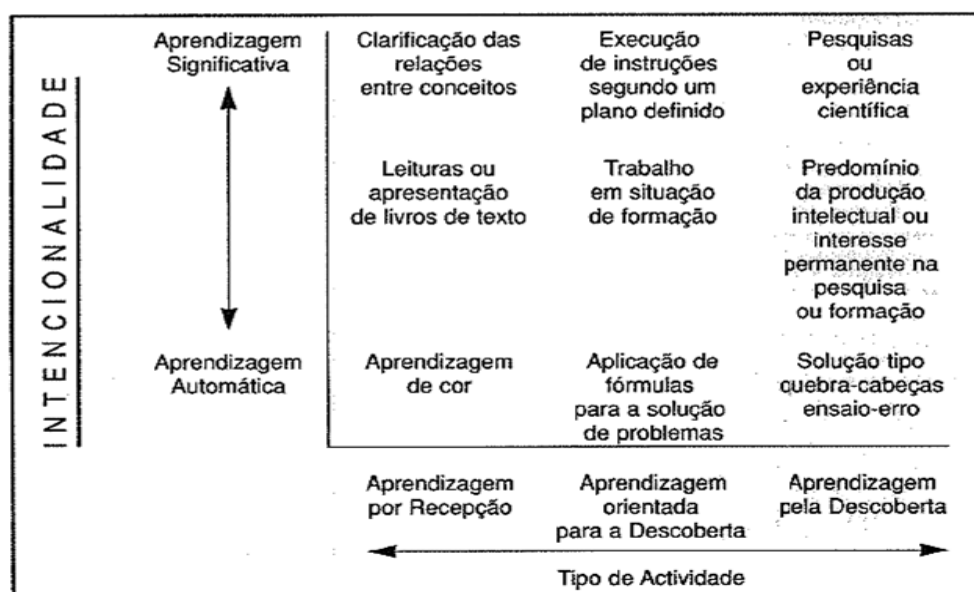 INTENCIONALIDADE
Aprendizagem
Significativa
Clarificação das
relações
entre conceitos
Execução
de instruções
segundo um
plano definido
Pesquisas
ou
experiência
científica
Leituras ou
apresentação
de livros de texto
Trabalho
em situação
de formação
Predomínio
da produção
intelectual ou
interesse
permanente na
pesquisa
ou formação
Aprendizagem
Automática
Aprendizagem
de cor
Aplicação de
fórmulas
para a solução
de problemas
Solução tipo
quebra-cabeças
ensaio-erro
Aprendizagem
por Recepção
Aprendizagem
orientada
para a Descoberta
Aprendizagem
pela Descoberta
Tipo de Actividade